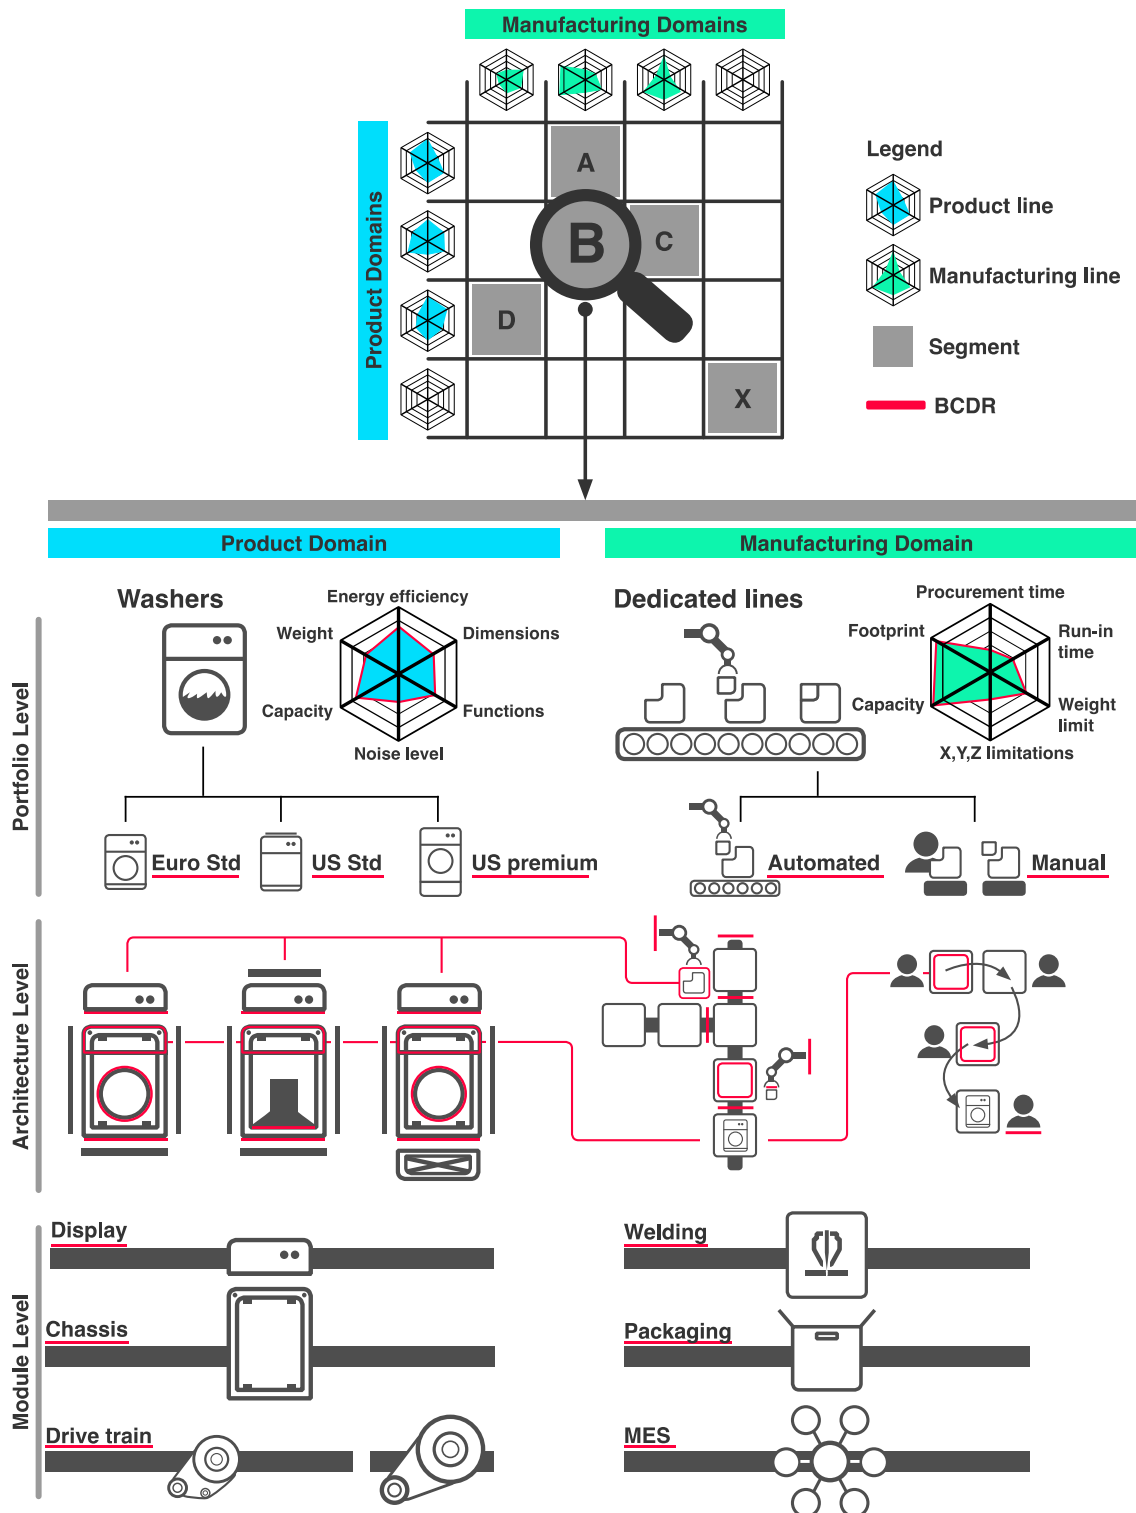 Manufacturing Domains
Product Domains
A
B
C
D
X
Legend
Product line
Manufacturing line
Segment
BCDR
Product Domain
Manufacturing Domain
Portfolio Level
Washers
Energy efficiency
Weight
Dimensions
Capacity
Functions
Noise level
Dedicated lines
Procurement time
Footprint
Run-in
time
Capacity
Weight
limit
X,Y,Z limitations
Euro Std
US Std
US premium
Automated
Manual
Architecture Level
Module Level
Display
Chassis
Drive train
Welding
Packaging
MES